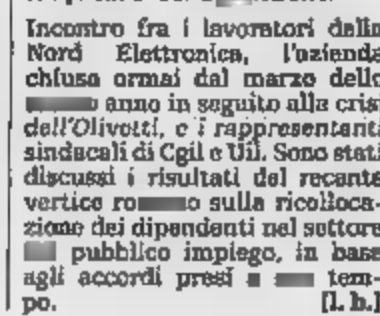 Incontro fra i lavoratori della
Nord Elettronica, l'azienda
chiusa ormai dal marzo dello
anno in seguito alla crisi
dell'Olivetti, e i rappresentanti
sindacali di Cgil e Uil. Sono stati
discussi i risultati del recente
vertice sulla ricolloca-
zione dei dipendenti nel settore
pubblico impiego, in base
agli accordi presi tem-
po. [l. b.]